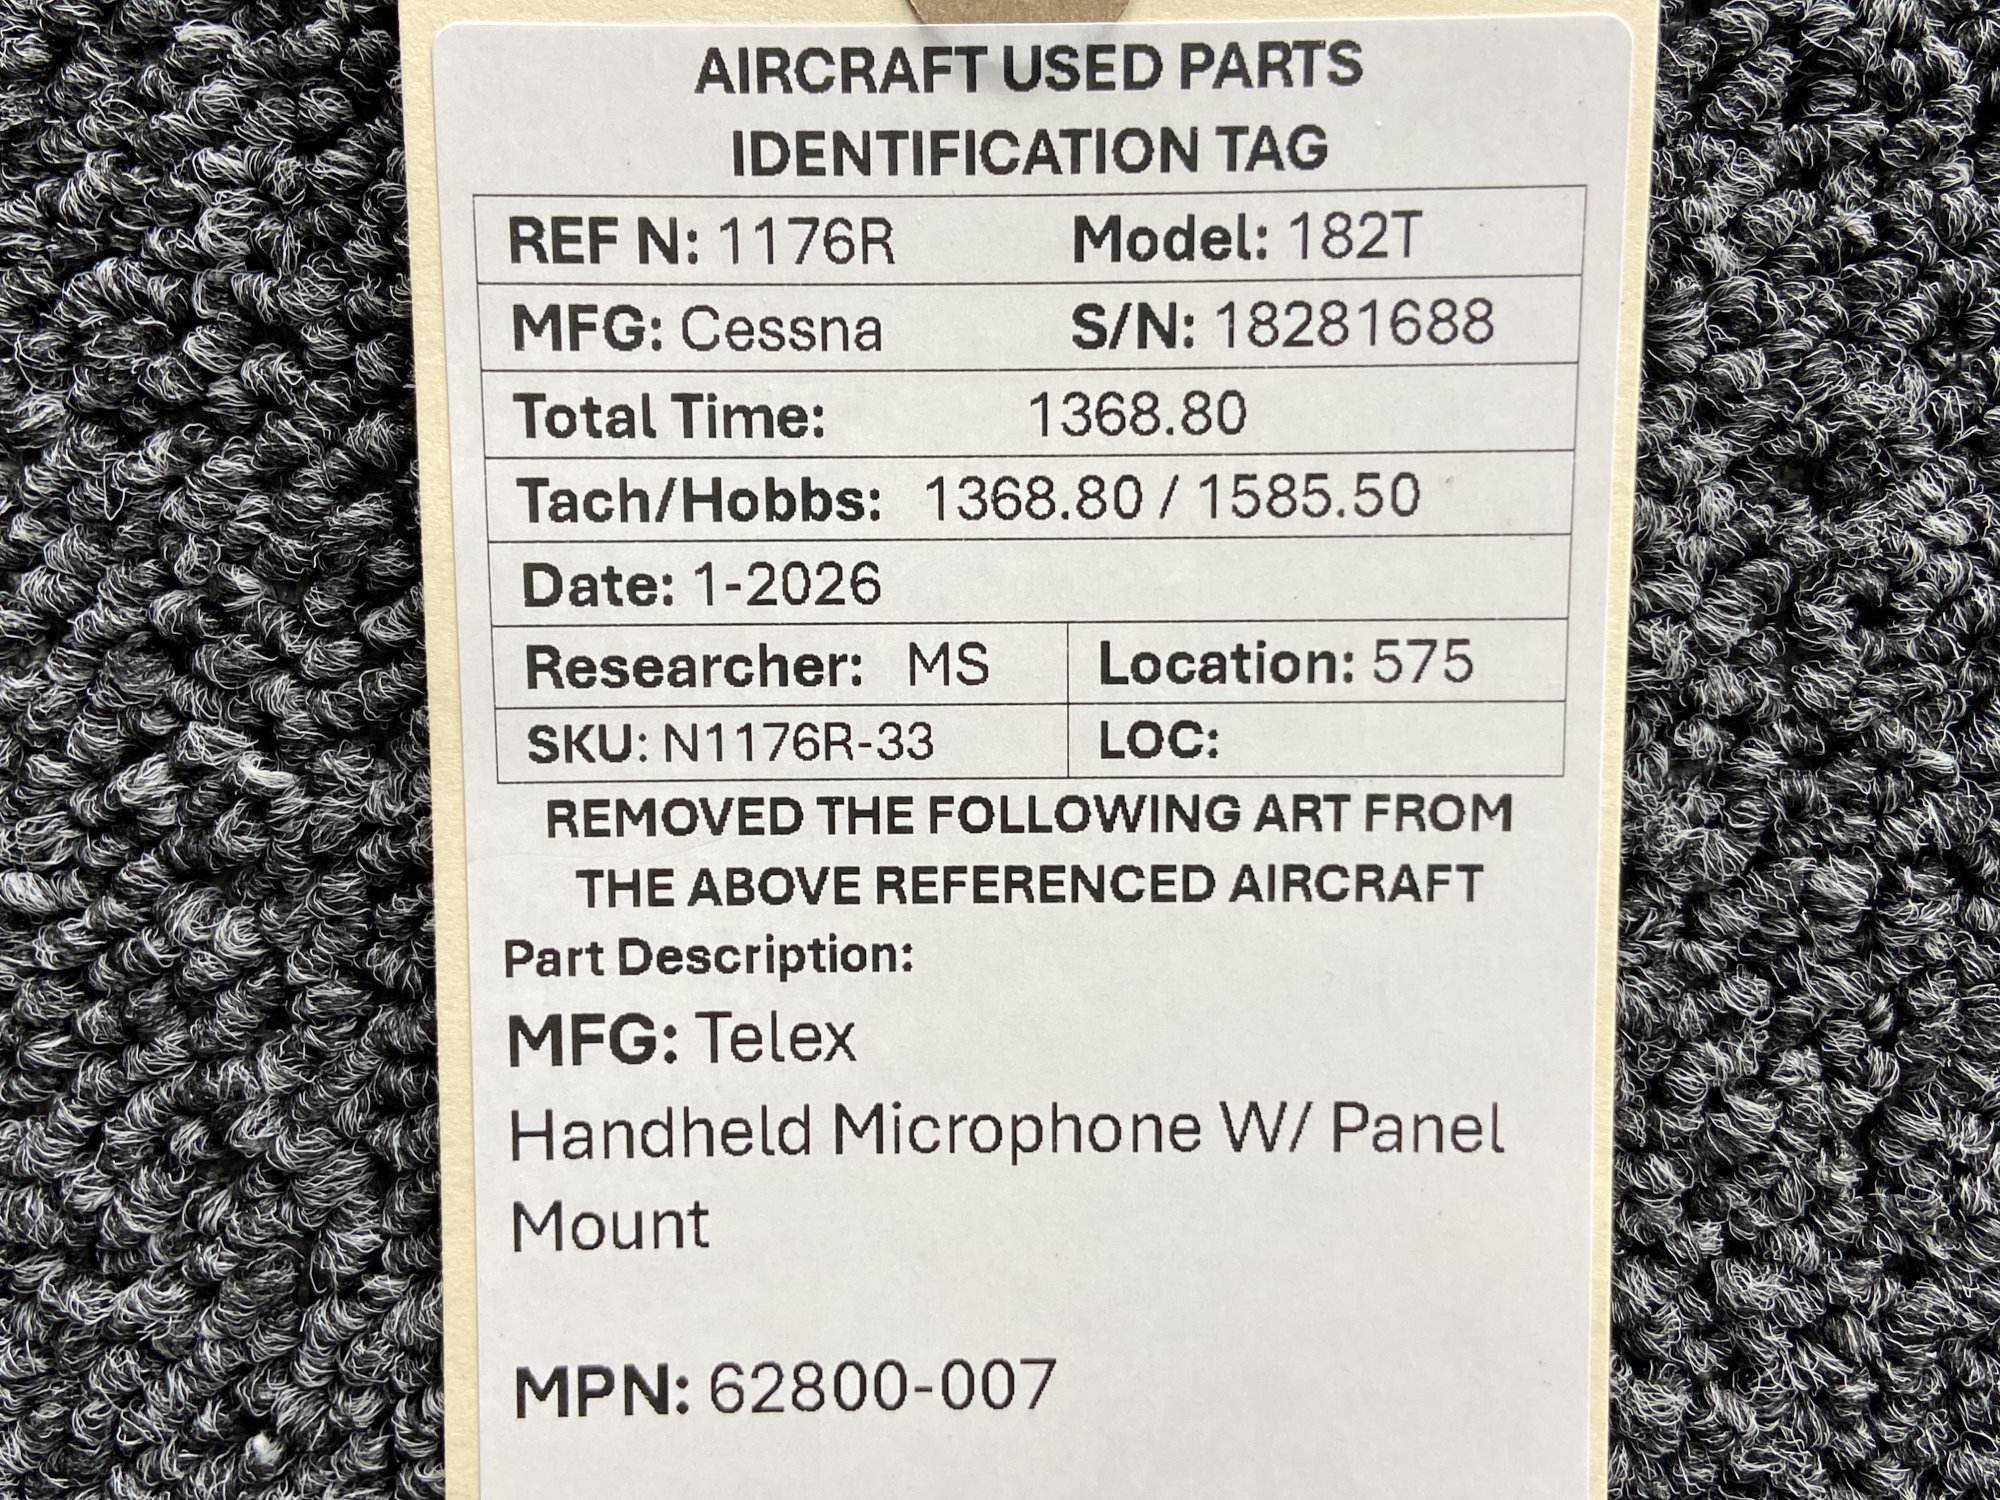 AIRCRAFT USED PARTS
IDENTIFICATION TAG
REF N: 1176R Model: 182T
MFG: Cessna S/N: 18281688
Total Time: 1368.80
Tach/Hobbs: 1368.80 / 1585.50
Date: 1-2026
Researcher: MS Location: 575
SKU: N1176R-33 LOC:
REMOVED THE FOLLOWING ART FROM
THE ABOVE REFERENCED AIRCRAFT
Part Description:
MFG: Telex
Handheld Microphone W/ Panel
Mount
MPN: 62800-007